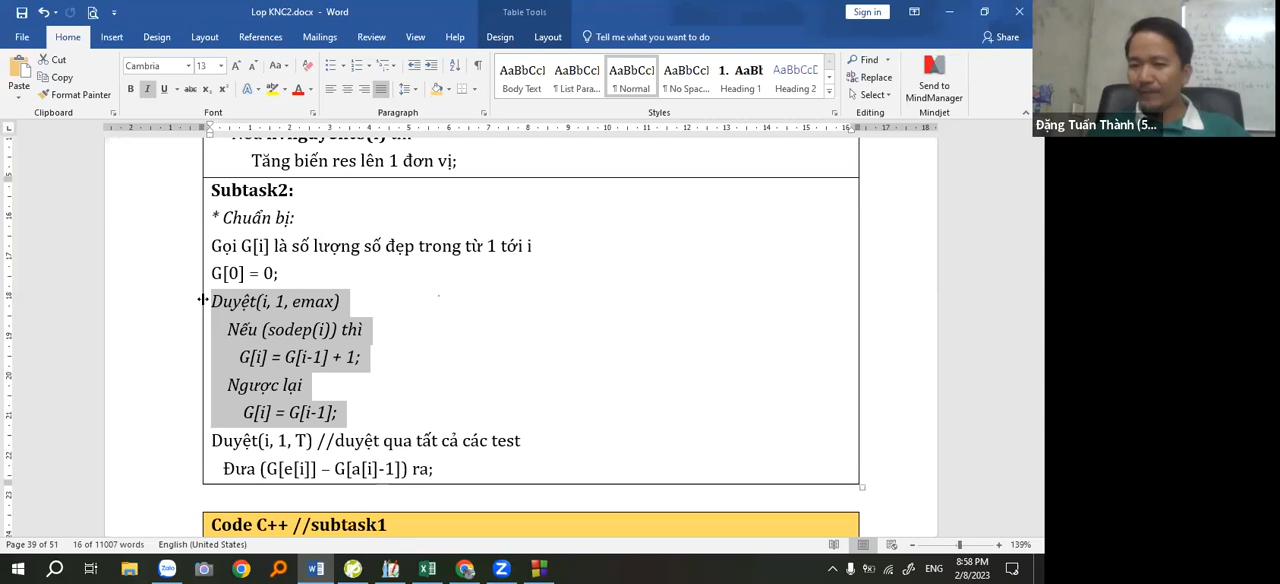 Lop KNC2.docx - Word
Table Tools
Sign in
File
Home
Insert
Design
Layout
References
Mailings
Review
View
Help
Design
Layout
Tell me what you want to do
Share
Paste
Cut
Copy
Format Painter
Clipboard
Cambria
13
Font
Paragraph
AaBbCcI
Body Text
AaBbCcI
¶ List Para...
AaBbCcI
¶ Normal
AaBbCcI
¶ No Spac...
1. AaBb
Heading 1
AaBbCcD
Heading 2
Styles
Find
Replace
Select
Editing
Send to
MindManager
Mindjet
Đặng Tuấn Thành (5...
Tăng biến res lên 1 đơn vị;
Subtask2:
* Chuẩn bị:
Gọi G[i] là số lượng số đẹp trong từ 1 tới i
G[0] = 0;
Duyệt(i, 1, emax)
Nếu (sodep(i)) thì
G[i] = G[i-1] + 1;
Ngược lại
G[i] = G[i-1];
Duyệt(i, 1, T) //duyệt qua tất cả các test
Đưa (G[e[i]] – G[a[i]-1]) ra;
Code C++ //subtask1
Page 39 of 51
16 of 11007 words
English (United States)
139%
ENG
8:58 PM
2/8/2023